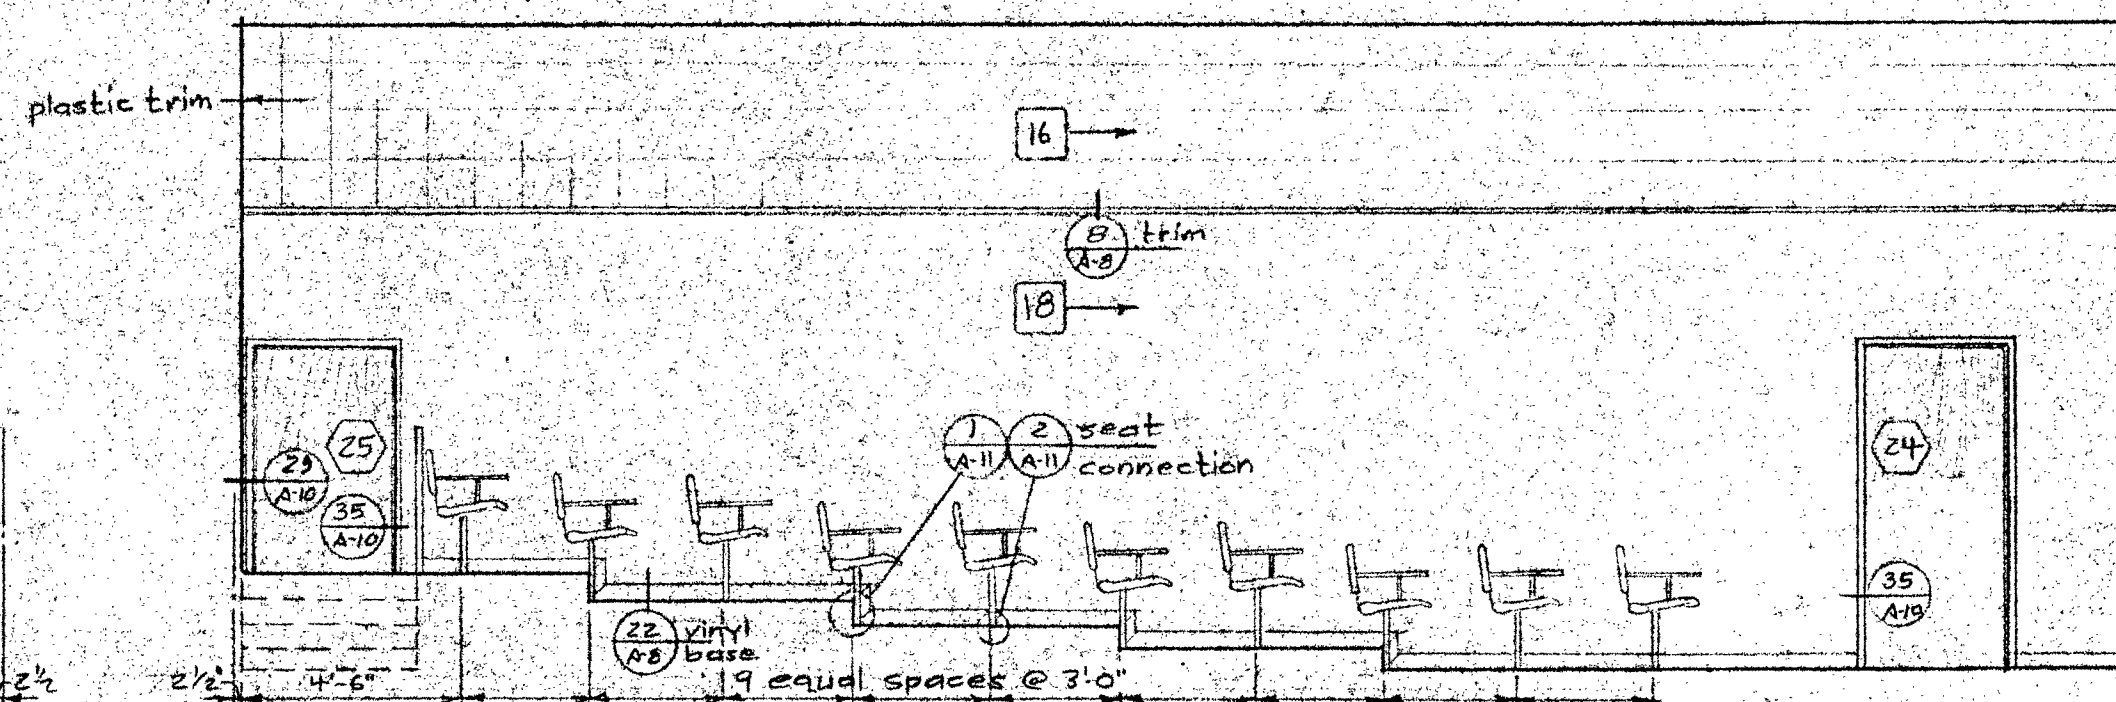 plastic trim
16
8 trim
A-8
18
25
29
A-10
35
A-10
1 2 seat
A-11 A-11 connection
24
35
A-10
22 vinyl
A-8 base
2½
2½"
4'-6"
9 equal spaces @ 3'-0"